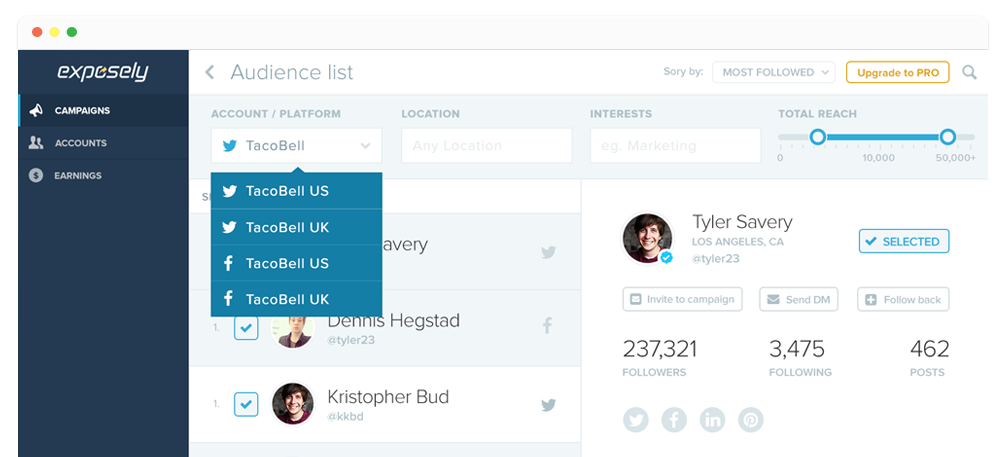 exposely
CAMPAIGNS
ACCOUNTS
EARNINGS
Audience list
Sory by:
MOST FOLLOWED
Upgrade to PRO
ACCOUNT / PLATFORM
LOCATION
INTERESTS
TOTAL REACH
TacoBell
Any Location
eg. Marketing
0
10,000
50,000+
TacoBell US
TacoBell UK
TacoBell US
TacoBell UK
avery
1.
Dennis Hegstad
@tyler23
1.
Kristopher Bud
@kkbd
Tyler Savery
LOS ANGELES, CA
@tyler23
SELECTED
Invite to campaign
Send DM
Follow back
237,321
3,475
462
FOLLOWERS
FOLLOWING
POSTS